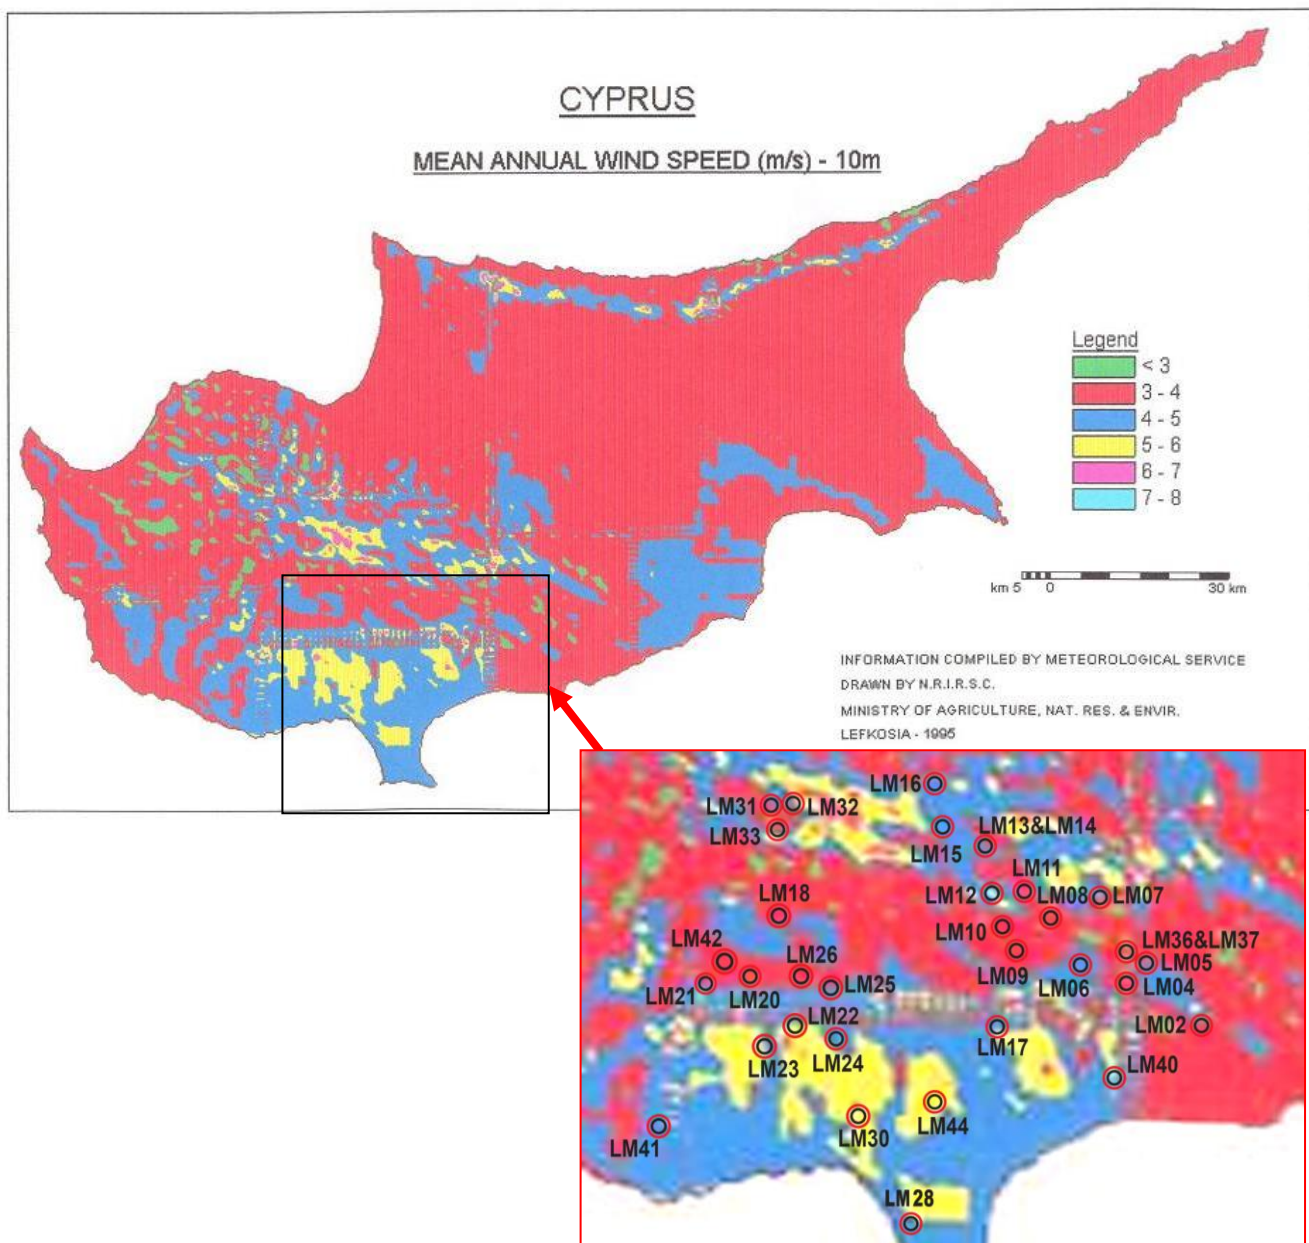 CYPRUS
MEAN ANNUAL WIND SPEED (m/s) - 10m
Legend
< 3
3 - 4
4 - 5
5 - 6
6 - 7
7 - 8
km 5 0 30 km
INFORMATION COMPILED BY METEOROLOGICAL SERVICE
DRAWN BY N.R.I.R.S.C.
MINISTRY OF AGRICULTURE, NAT. RES. & ENVIR.
LEFKOSIA - 1995
LM16
LM31 LM32
LM33
LM13&LM14
LM15
LM11
LM12 LM08 LM07
LM18
LM10
LM36&LM37
LM42
LM26
LM05
LM09
LM21 LM20 LM25 LM06 LM04
LM22
LM02
LM23 LM24 LM17
LM40
LM30 LM44
LM41
LM28